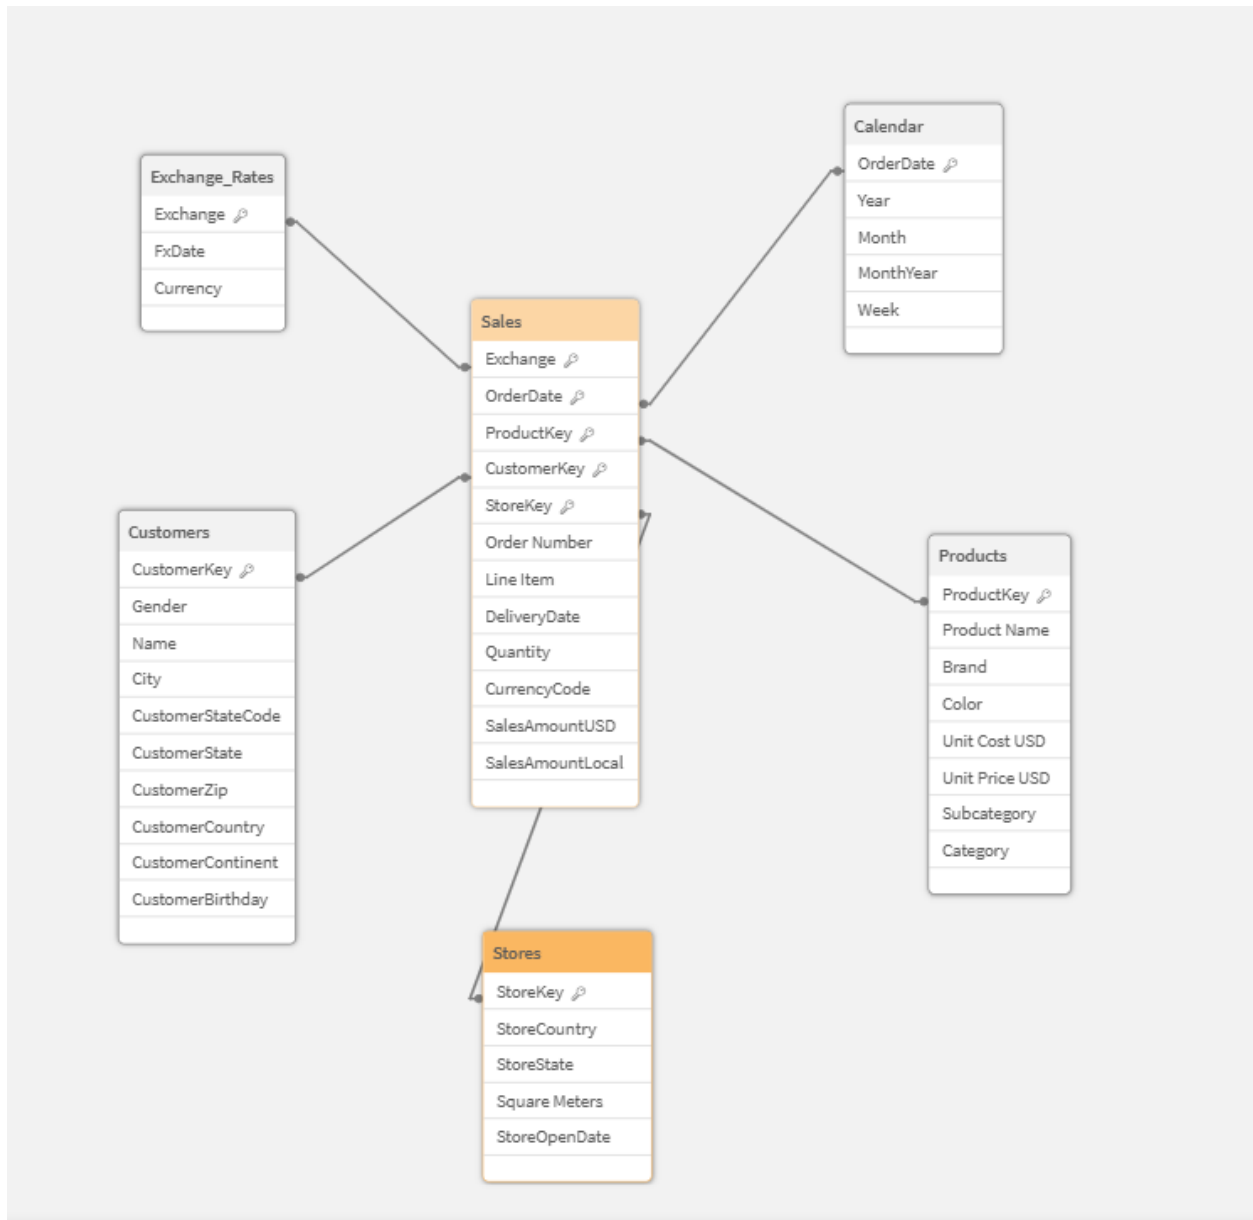 Exchange_Rates
Exchange
FxDate
Currency
Calendar
OrderDate
Year
Month
MonthYear
Week
Sales
Exchange
OrderDate
ProductKey
CustomerKey
StoreKey
Order Number
Line Item
DeliveryDate
Quantity
CurrencyCode
SalesAmountUSD
SalesAmountLocal
Customers
CustomerKey
Gender
Name
City
CustomerStateCode
CustomerState
CustomerZip
CustomerCountry
CustomerContinent
CustomerBirthday
Products
ProductKey
Product Name
Brand
Color
Unit Cost USD
Unit Price USD
Subcategory
Category
Stores
StoreKey
StoreCountry
StoreState
Square Meters
StoreOpenDate